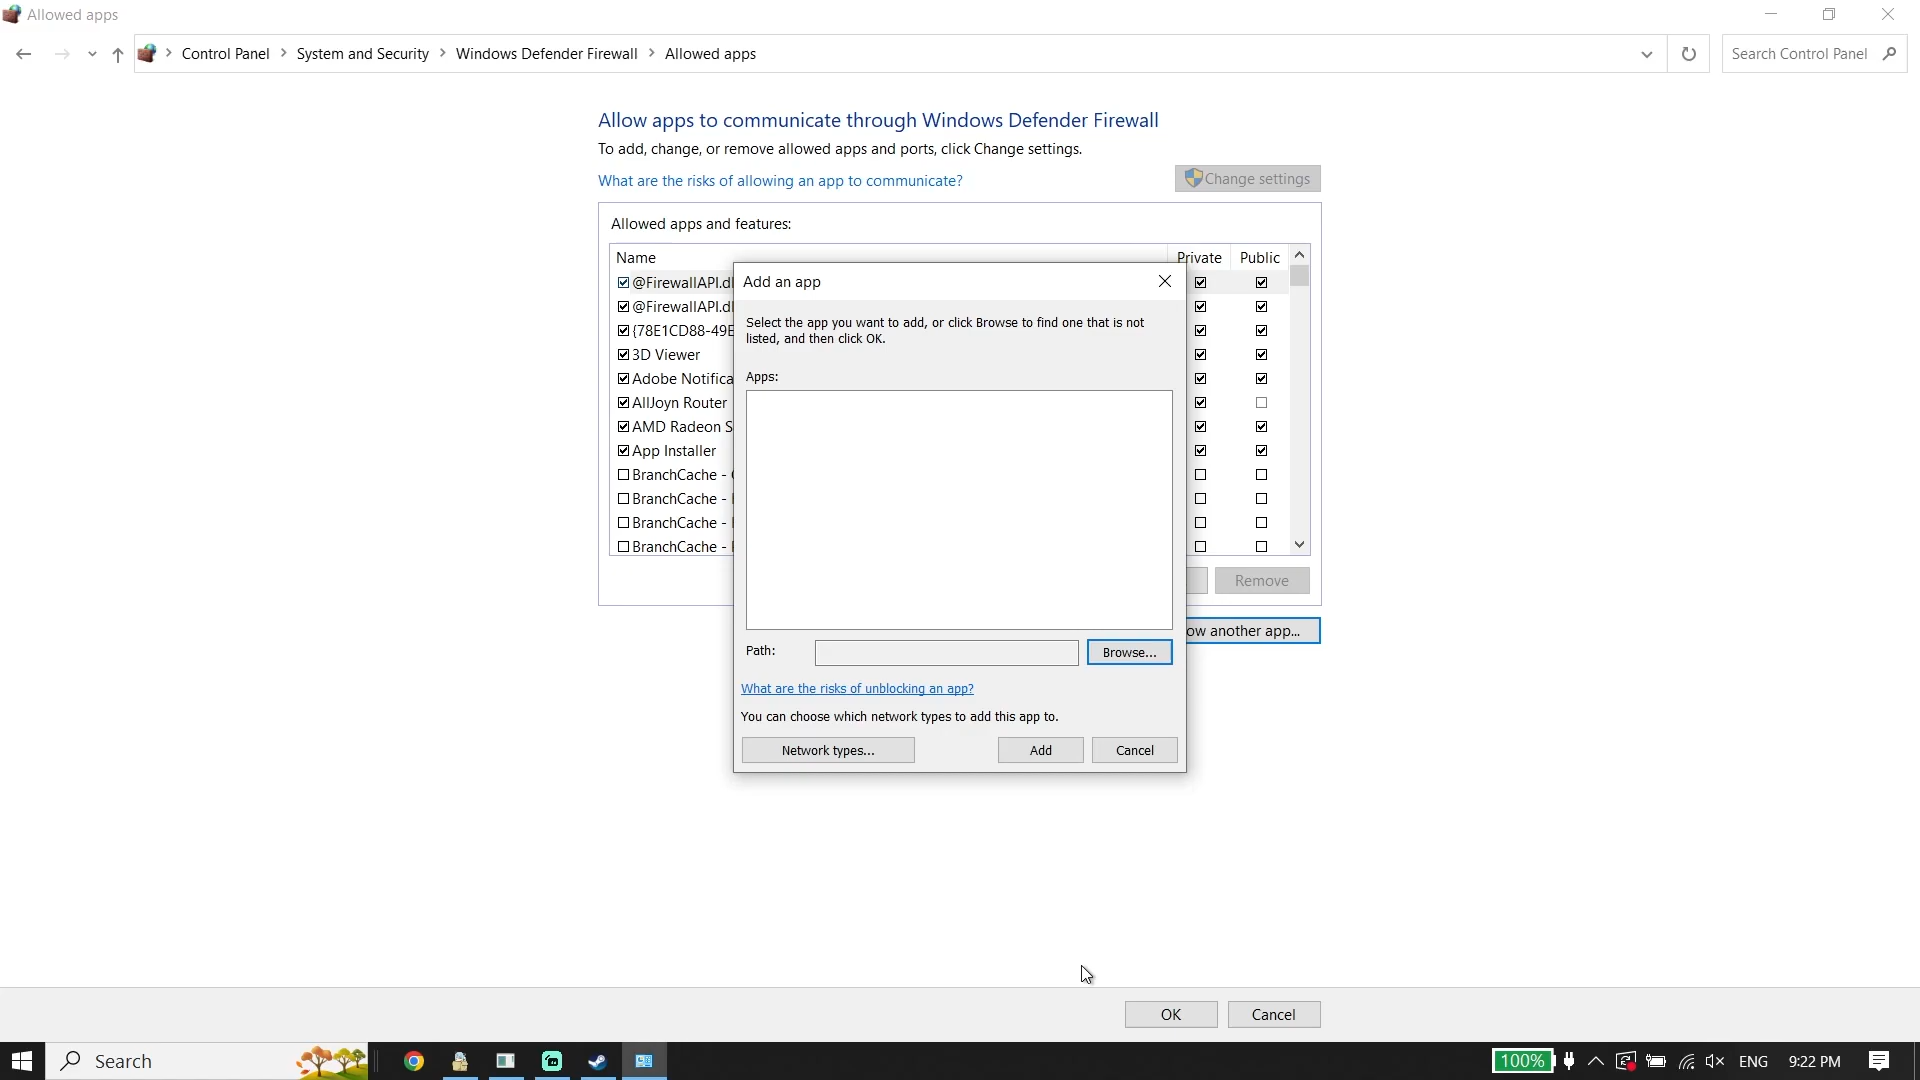 Allowed apps
Control Panel > System and Security > Windows Defender Firewall > Allowed apps
Search Control Panel
Allow apps to communicate through Windows Defender Firewall
To add, change, or remove allowed apps and ports, click Change settings.
What are the risks of allowing an app to communicate?
Change settings
Allowed apps and features:
Name Private Public
@FirewallAPI.dl
@FirewallAPI.dl
{78E1CD88-49E
3D Viewer
Adobe Notifica
AllJoyn Router
AMD Radeon S
App Installer
BranchCache -
BranchCache -
BranchCache -
BranchCache -
Remove
ow another app...
Add an app
Select the app you want to add, or click Browse to find one that is not
listed, and then click OK.
Apps:
Path:
Browse...
What are the risks of unblocking an app?
You can choose which network types to add this app to.
Network types... Add Cancel
OK Cancel
Search
100% ENG 9:22 PM